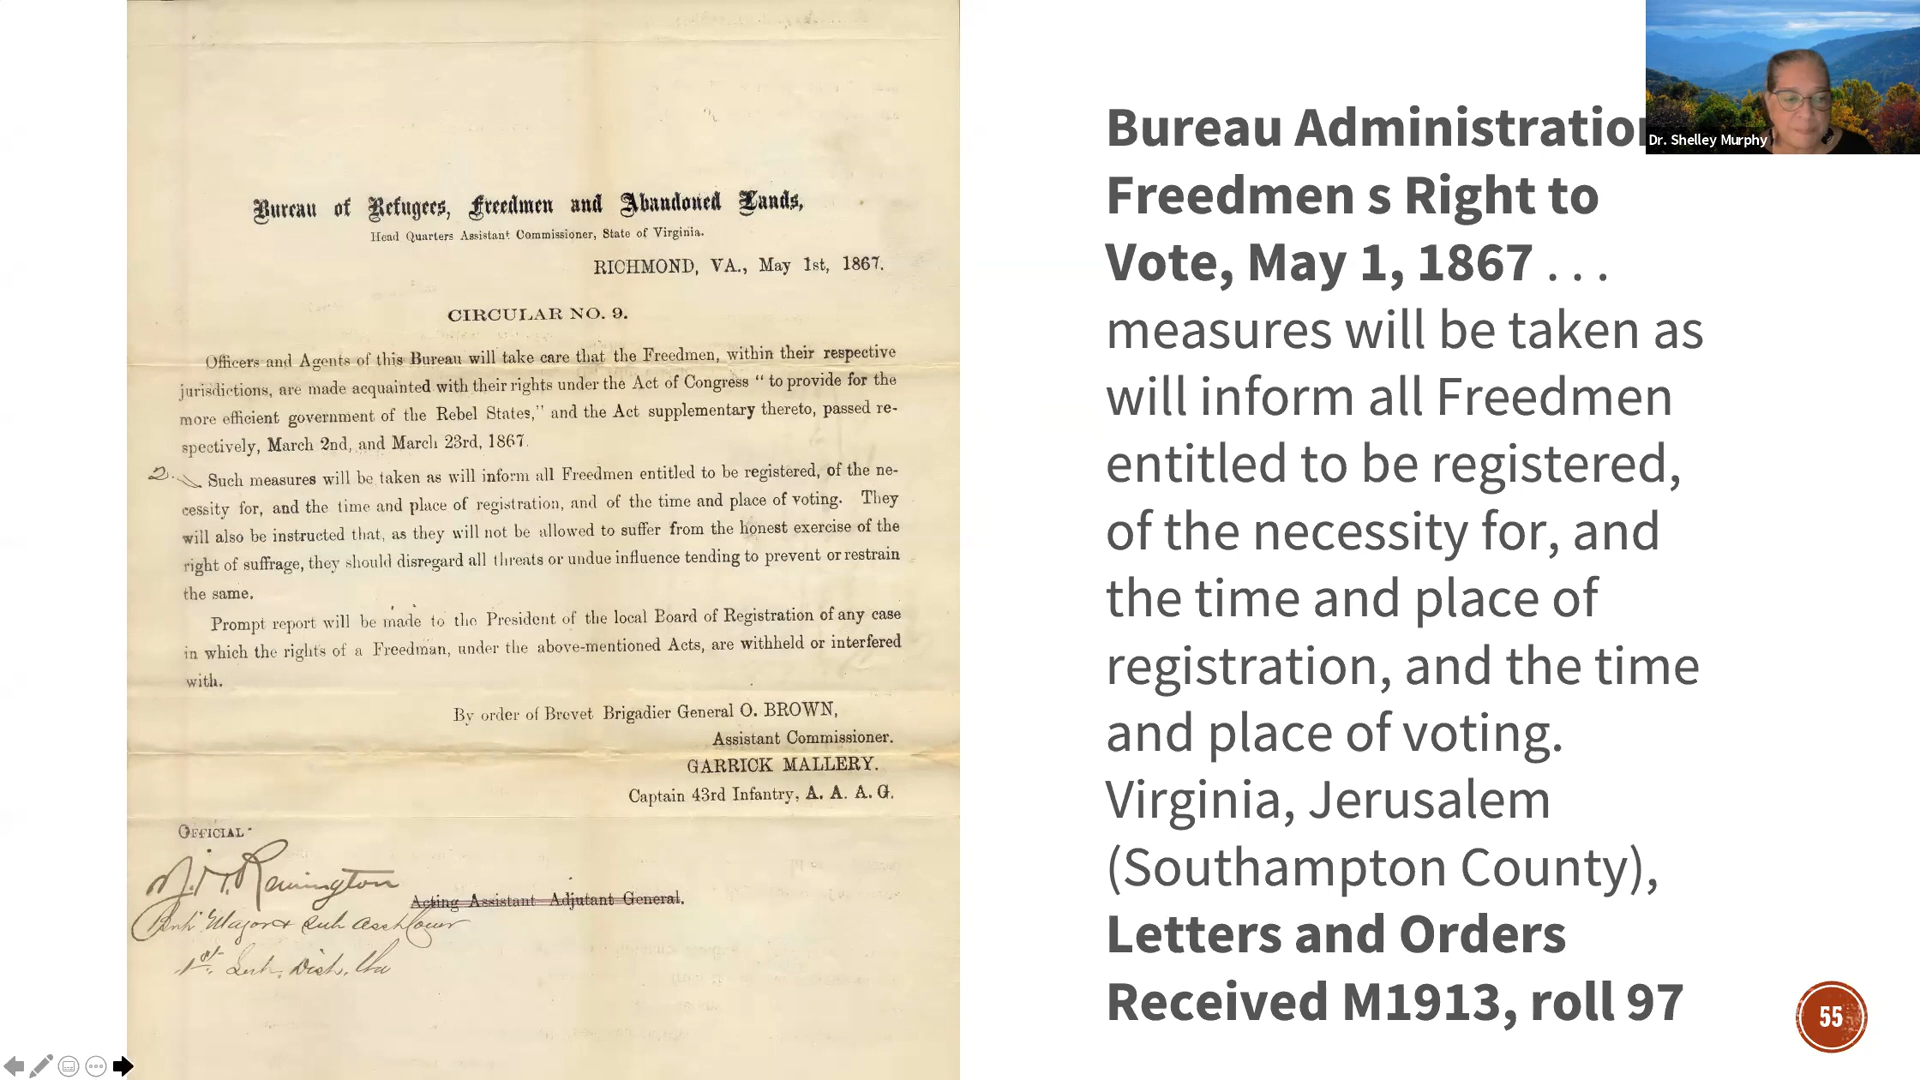 Bureau of Refugees, Freedmen and Abandoned Lands,
Head Quarters Assistant Commissioner, State of Virginia.
RICHMOND, VA., May 1st, 1867.
CIRCULAR NO. 9.
Officers and Agents of this Bureau will take care that the Freedmen, within their respective
jurisdictions, are made acquainted with their rights under the Act of Congress “ to provide for the
more efficient government of the Rebel States,” and the Act supplementary thereto, passed re-
spectively, March 2nd, and March 23rd, 1867.
2. Such measures will be taken as will inform all Freedmen entitled to be registered, of the ne-
cessity for, and the time and place of registration, and of the time and place of voting. They
will also be instructed that, as they will not be allowed to suffer from the honest exercise of the
right of suffrage, they should disregard all threats or undue influence tending to prevent or restrain
the same.
Prompt report will be made to the President of the local Board of Registration of any case
in which the rights of a Freedman, under the above-mentioned Acts, are withheld or interfered
with.
By order of Brevet Brigadier General O. BROWN,
Assistant Commissioner.
GARRICK MALLERY.
Captain 43rd Infantry, A. A. A. G.
OFFICIAL:
Remington
Acting Assistant Adjutant General.
Major & Sub
1st Sub. Dist. Va
Bureau Administration
Freedmen s Right to
Vote, May 1, 1867 . . .
measures will be taken as
will inform all Freedmen
entitled to be registered,
of the necessity for, and
the time and place of
registration, and the time
and place of voting.
Virginia, Jerusalem
(Southampton County),
Letters and Orders
Received M1913, roll 97
Dr. Shelley Murphy
55